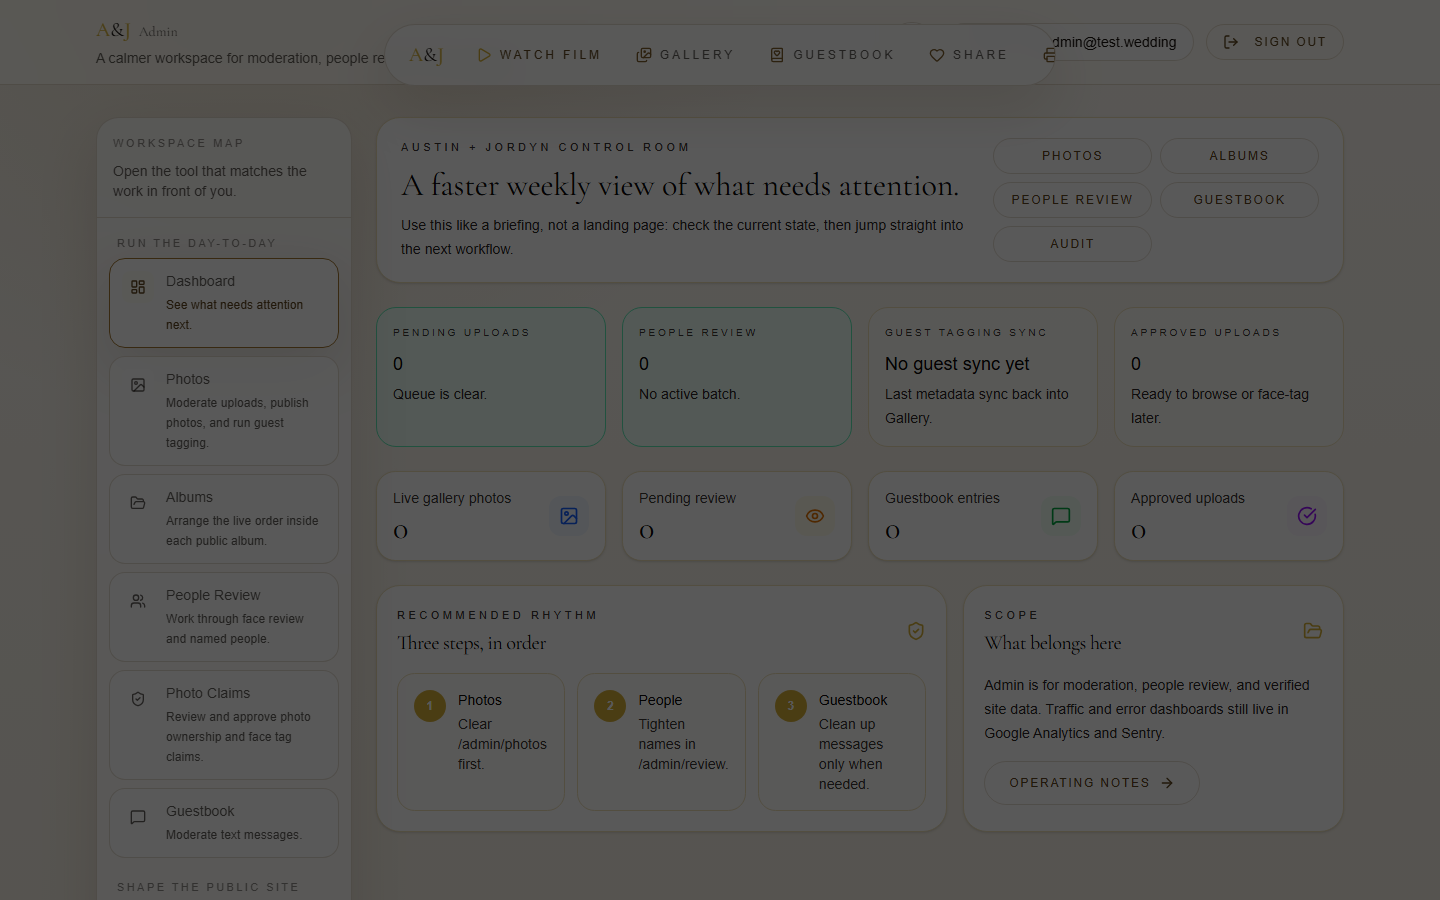 A&J Admin
A calmer workspace for moderation, people re
A&J
WATCH FILM
GALLERY
GUESTBOOK
SHARE
dmin@test.wedding
SIGN OUT
WORKSPACE MAP
Open the tool that matches the
work in front of you.
RUN THE DAY-TO-DAY
Dashboard
See what needs attention
next.
Photos
Moderate uploads, publish
photos, and run guest
tagging.
Albums
Arrange the live order inside
each public album.
People Review
Work through face review
and named people.
Photo Claims
Review and approve photo
ownership and face tag
claims.
Guestbook
Moderate text messages.
SHAPE THE PUBLIC SITE
AUSTIN + JORDYN CONTROL ROOM
A faster weekly view of what needs attention.
Use this like a briefing, not a landing page: check the current state, then jump straight into
the next workflow.
PHOTOS
ALBUMS
PEOPLE REVIEW
GUESTBOOK
AUDIT
PENDING UPLOADS
0
Queue is clear.
PEOPLE REVIEW
0
No active batch.
GUEST TAGGING SYNC
No guest sync yet
Last metadata sync back into
Gallery.
APPROVED UPLOADS
0
Ready to browse or face-tag
later.
Live gallery photos
0
Pending review
0
Guestbook entries
0
Approved uploads
0
RECOMMENDED RHYTHM
Three steps, in order
1
Photos
Clear
/admin/photos
first.
2
People
Tighten
names in
/admin/review.
3
Guestbook
Clean up
messages
only when
needed.
SCOPE
What belongs here
Admin is for moderation, people review, and verified
site data. Traffic and error dashboards still live in
Google Analytics and Sentry.
OPERATING NOTES